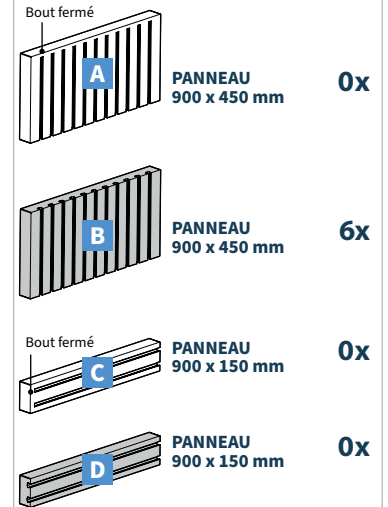 Bout fermé
A
PANNEAU
900 x 450 mm
0x
B
PANNEAU
900 x 450 mm
6x
Bout fermé
C
PANNEAU
900 x 150 mm
0x
D
PANNEAU
900 x 150 mm
0x